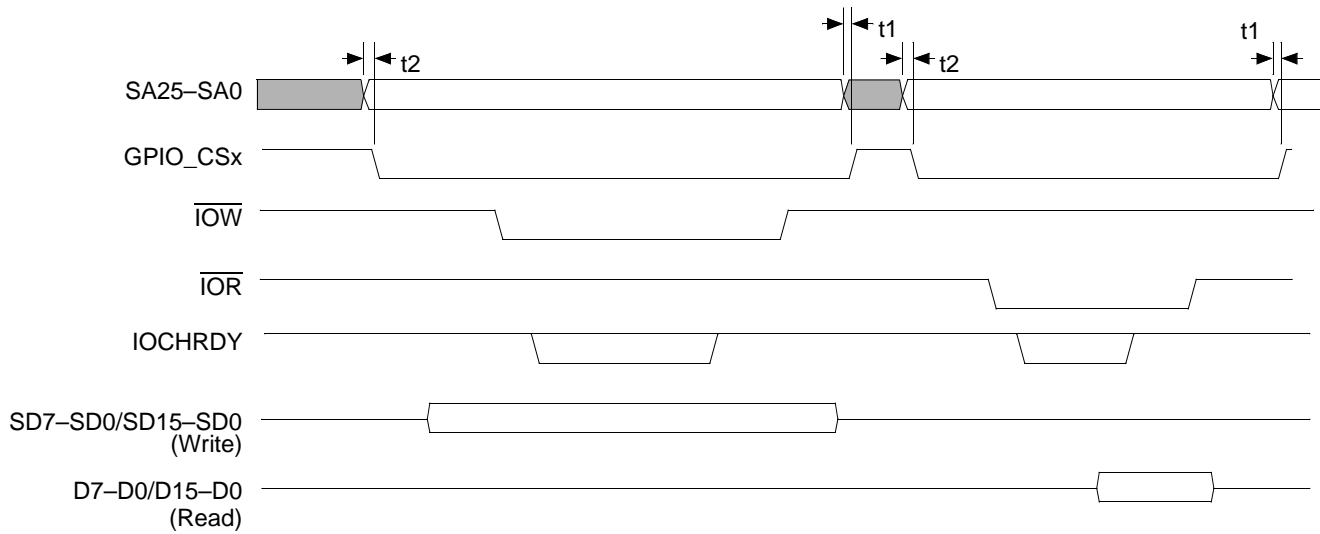 t1
t1
t2
t2
SA25–SA0
GPIO_CSx
IOW
IOR
IOCHRDY
SD7–SD0/SD15–SD0
(Write)
D7–D0/D15–D0
(Read)